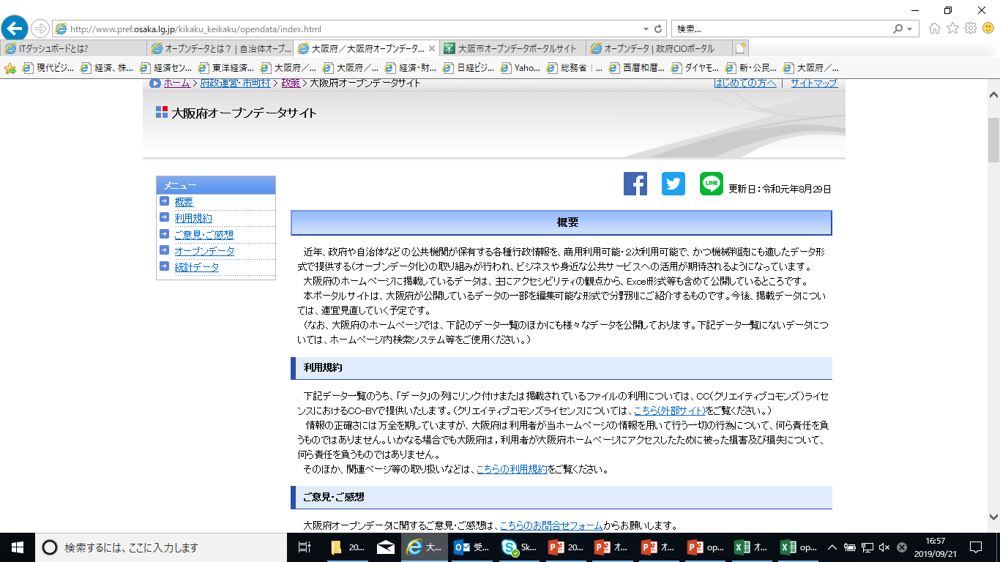 http://www.pref.osaka.lg.jp/kikaku_keikaku/opendata/index.html
検索...
ITダッシュボードとは?
オープンデータとは？ | 自治体オープ...
大阪府／大阪府オープンデータ...
大阪市オープンデータポータルサイト
オープンデータ | 政府CIOポータル
現代ビジ...
経済、株...
経済セン...
東洋経済...
大阪府／...
大阪府／...
経済・財...
日経ビジ...
Yaho...
総務省｜...
西暦和暦...
ダイヤモ...
新・公民...
大阪府／...
ホーム > 府政運営・市町村 > 政策 > 大阪府オープンデータサイト
はじめての方へ | サイトマップ
大阪府オープンデータサイト
メニュー
概要
利用規約
ご意見・ご感想
オープンデータ
統計データ
LINE
更新日：令和元年8月29日
概要
近年、政府や自治体などの公共機関が保有する各種行政情報を、商用利用可能・2次利用可能で、かつ機械判読にも適したデータ形
式で提供する（オープンデータ化）の取り組みが行われ、ビジネスや身近な公共サービスへの活用が期待されるようになっています。
大阪府のホームページに掲載しているデータは、主にアクセシビリティの観点から、Excel形式等も含めて公開しているところです。
本ポータルサイトは、大阪府が公開しているデータの一部を編集可能な形式で分野別にご紹介するものです。今後、掲載データについ
ては、適宜見直していく予定です。
（なお、大阪府のホームページでは、下記のデータ一覧のほかにも様々なデータを公開しております。下記データ一覧にないデータにつ
いては、ホームページ内検索システム等をご使用ください。）
利用規約
下記データ一覧のうち、「データ」の列にリンク付けまたは掲載されているファイルの利用については、CC（クリエイティブコモンズ）ライセ
ンスにおけるCC-BYで提供いたします。（クリエイティブコモンズライセンスについては、こちら（外部サイト）をご覧ください。）
情報の正確さには万全を期していますが、大阪府は利用者が当ホームページの情報を用いて行う一切の行為について、何ら責任を負
うものではありません。いかなる場合でも大阪府は，利用者が大阪府ホームページにアクセスしたために被った損害及び損失について、
何ら責任を負うものではありません。
そのほか、関連ページ等の取り扱いなどは、こちらの利用規約をご覧ください。
ご意見・ご感想
大阪府オープンデータに関するご意見・ご感想は、こちらのお問合せフォームからお願いします。
検索するには、ここに入力します
20...
大...
受...
Sk...
20...
オ...
オ...
op...
オ...
op...
16:57
2019/09/21